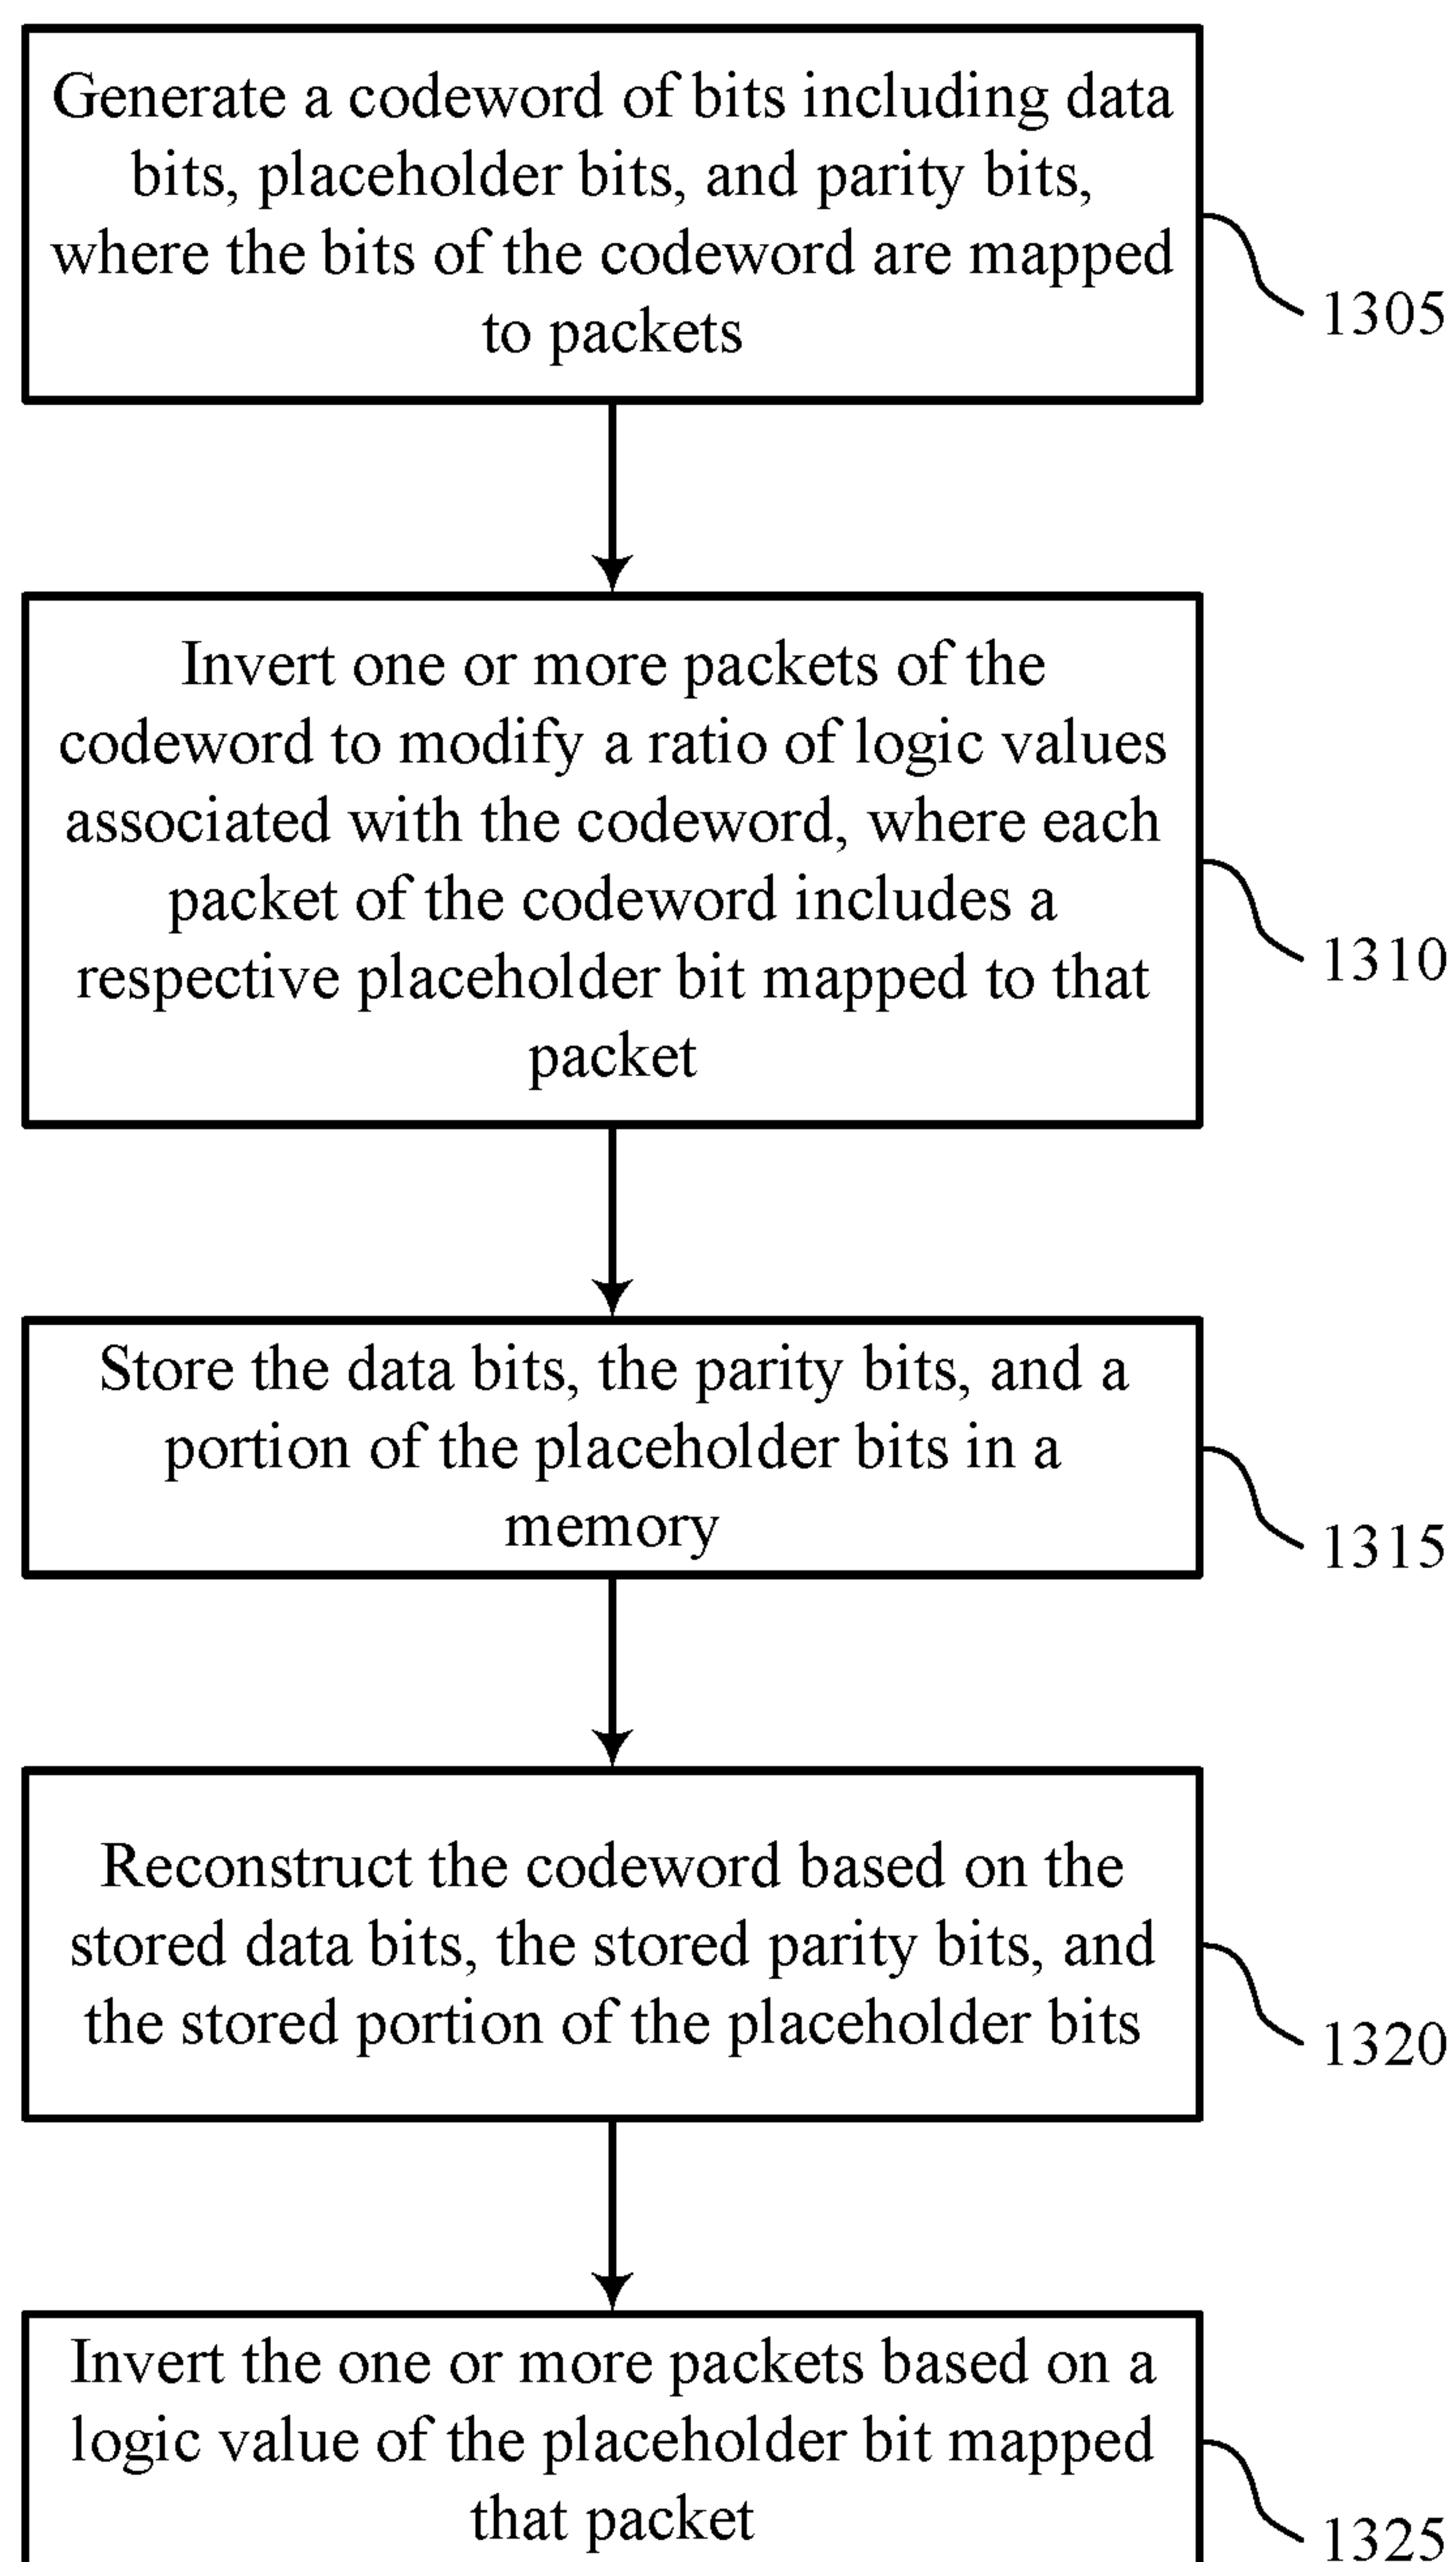 Generate a codeword of bits including data
bits, placeholder bits, and parity bits,
where the bits of the codeword are mapped
to packets
1305
Invert one or more packets of the
codeword to modify a ratio of logic values
associated with the codeword, where each
packet of the codeword includes a
respective placeholder bit mapped to that
packet
1310
Store the data bits, the parity bits, and a
portion of the placeholder bits in a
memory
1315
Reconstruct the codeword based on the
stored data bits, the stored parity bits, and
the stored portion of the placeholder bits
1320
Invert the one or more packets based on a
logic value of the placeholder bit mapped
that packet
1325